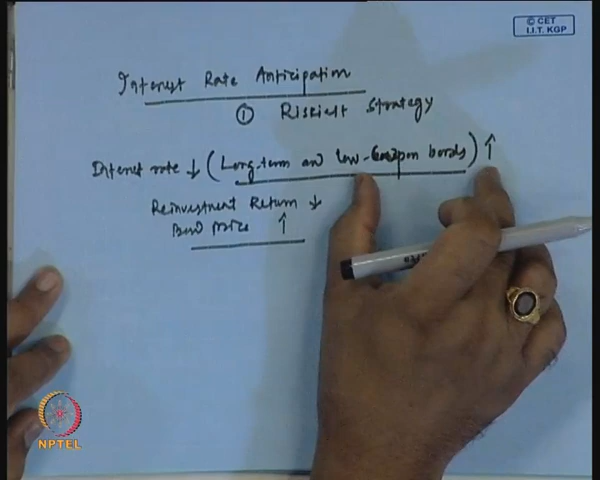 © CET
I.I.T. KGP
Interest Rate Anticipation
① Riskiest Strategy
Interest rate ↓ (Long-term and low-Coupon bonds) ↑
Reinvestment Return ↓
Bond price ↑
NPTEL